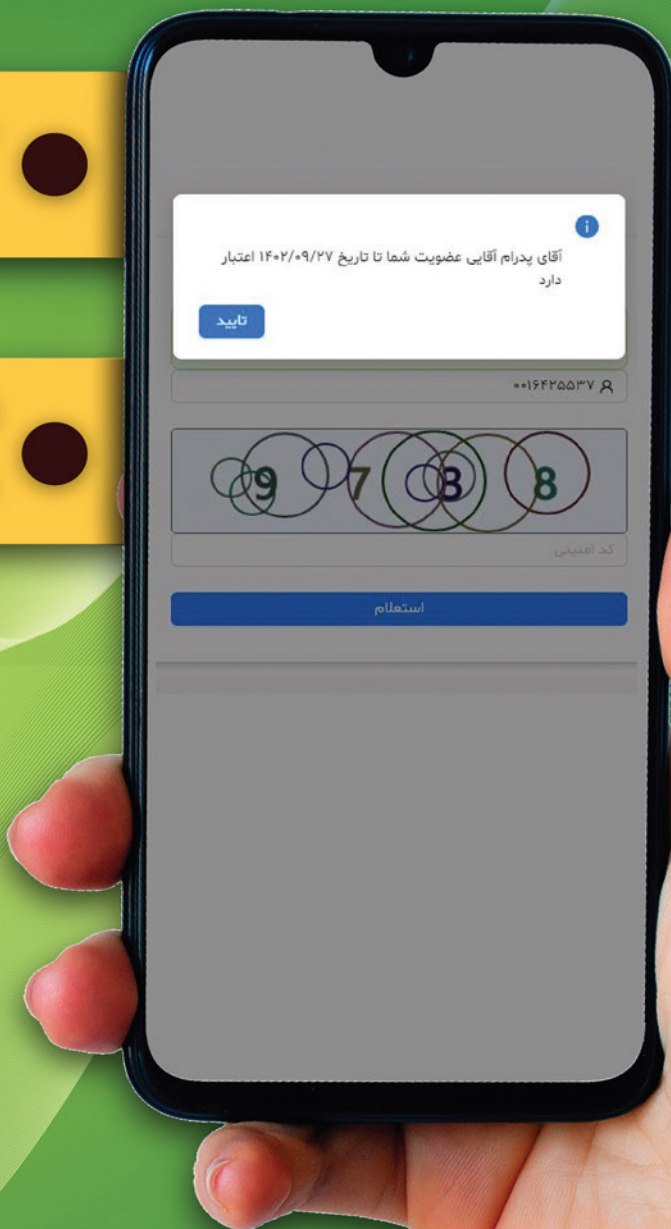 آقای پدرام آقایی عضویت شما تا تاریخ ۱۴۰۲/۰۹/۲۷ اعتبار
دارد
تایید
۰۰۱۶۴۲۵۵۳۷
9 7 3 8
کد امنیتی
استعلام